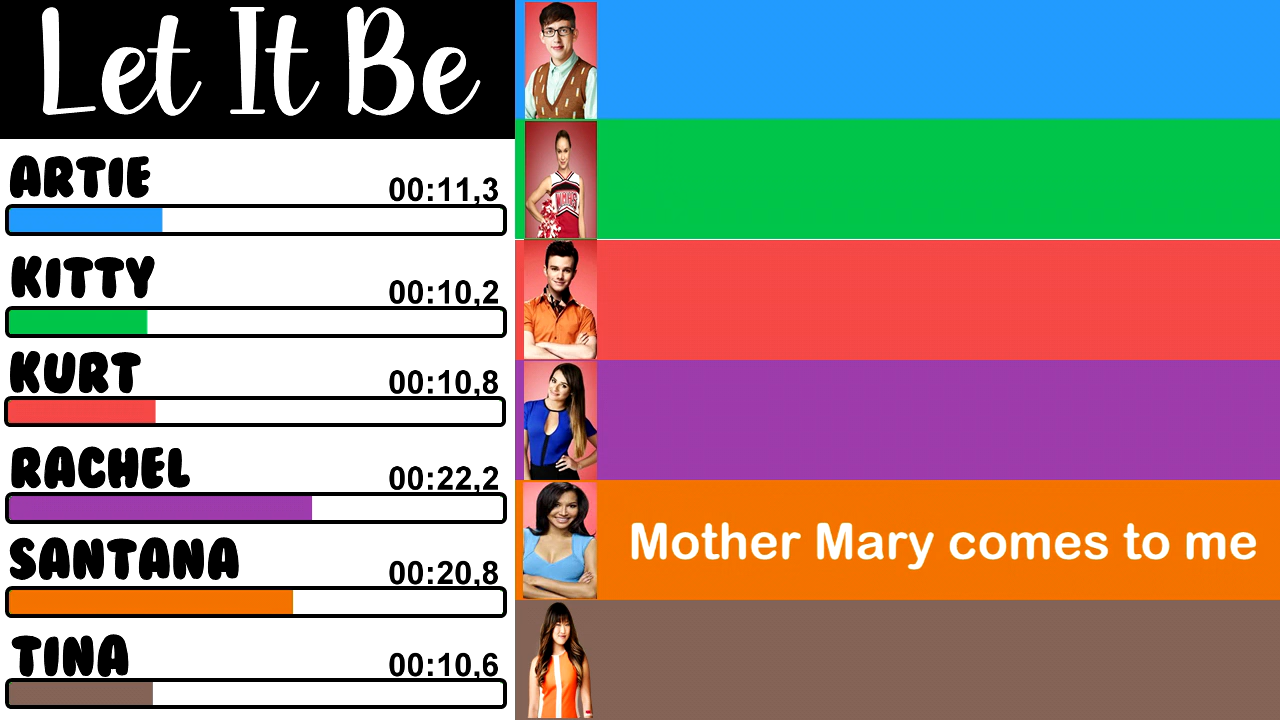 Let It Be
ARTIE
00:11,3
KITTY
00:10,2
KURT
00:10,8
RACHEL
00:22,2
SANTANA
00:20,8
Mother Mary comes to me
TINA
00:10,6